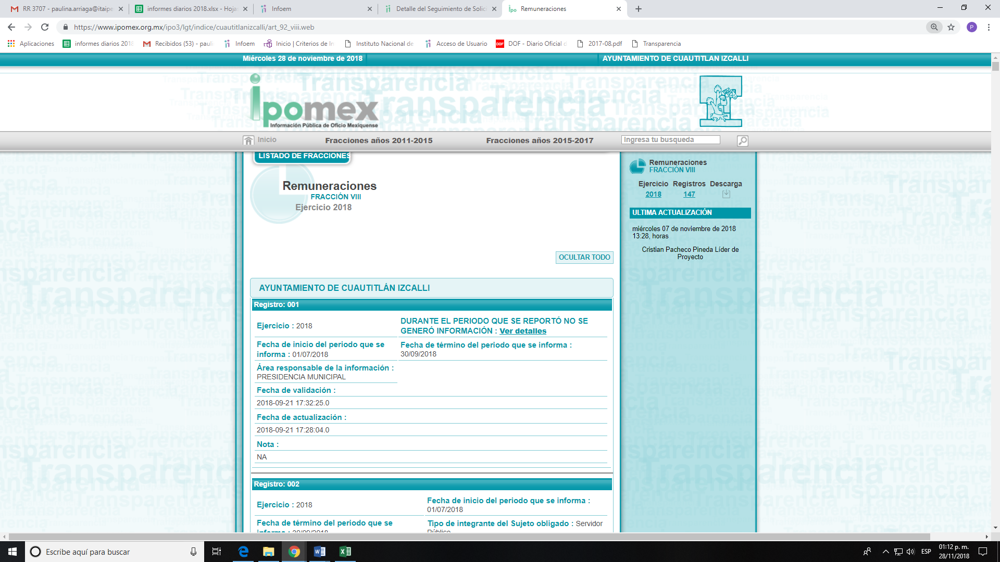 RR 3707 - paulina.arriaga@itaipe
informes diarios 2018.xlsx - Hoja
Infoem
Detalle del Seguimiento de Solici
Remuneraciones
https://www.ipomex.org.mx/ipo3/lgt/indice/cuautitlanizcalli/art_92_viii.web
P
Aplicaciones
informes diarios 2018
Recibidos (53) - pauli
Infoem
Inicio | Criterios de In
Instituto Nacional de
Acceso de Usuario
DOF - Diario Oficial d
2017-08.pdf
Transparencia
Miércoles 28 de noviembre de 2018
AYUNTAMIENTO DE CUAUTITLAN IZCALLI
Transparencia
ipomex
Información Pública de Oficio Mexiquense
Inicio
Fracciones años 2011-2015
Fracciones años 2015-2017
Ingresa tu busqueda
LISTADO DE FRACCIONES
Remuneraciones
FRACCIÓN VIII
Ejercicio 2018
OCULTAR TODO
AYUNTAMIENTO DE CUAUTITLÁN IZCALLI
Registro: 001
Ejercicio : 2018
DURANTE EL PERIODO QUE SE REPORTÓ NO SE
GENERÓ INFORMACIÓN : Ver detalles
Fecha de inicio del periodo que se
informa : 01/07/2018
Fecha de término del periodo que se informa :
30/09/2018
Área responsable de la información :
PRESIDENCIA MUNICIPAL
Fecha de validación :
2018-09-21 17:32:25.0
Fecha de actualización :
2018-09-21 17:28:04.0
Nota :
NA
Registro: 002
Ejercicio : 2018
Fecha de inicio del periodo que se informa :
01/07/2018
Fecha de término del periodo que se
informa : 30/09/2018
Tipo de integrante del Sujeto obligado : Servidor
Público
Remuneraciones
FRACCIÓN VIII
Ejercicio Registros Descarga
2018 147
ULTIMA ACTUALIZACIÓN
miércoles 07 de noviembre de 2018
13:28, horas
Cristian Pacheco Pineda Líder de
Proyecto
Escribe aquí para buscar
ESP
01:12 p. m.
28/11/2018